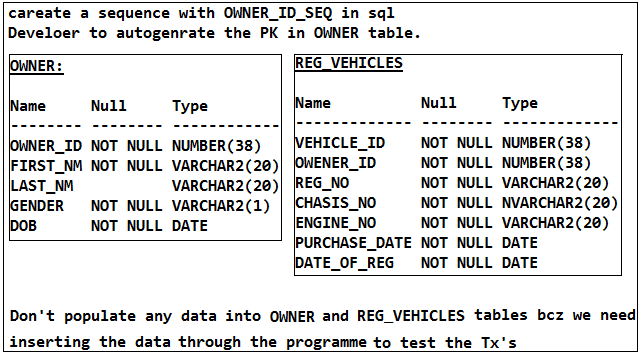 careate a sequence with OWNER_ID_SEQ in sql
Develoer to autogenrate the PK in OWNER table.
OWNER:
Name Null Type
-------- -------- ------------
OWNER_ID NOT NULL NUMBER(38)
FIRST_NM NOT NULL VARCHAR2(20)
LAST_NM VARCHAR2(20)
GENDER NOT NULL VARCHAR2(1)
DOB NOT NULL DATE
REG_VEHICLES
Name Null Type
------------- -------- -------------
VEHICLE_ID NOT NULL NUMBER(38)
OWENER_ID NOT NULL NUMBER(38)
REG_NO NOT NULL VARCHAR2(20)
CHASIS_NO NOT NULL NVARCHAR2(20)
ENGINE_NO NOT NULL VARCHAR2(20)
PURCHASE_DATE NOT NULL DATE
DATE_OF_REG NOT NULL DATE
Don't populate any data into OWNER and REG_VEHICLES tables bcz we need
inserting the data through the programme to test the Tx's